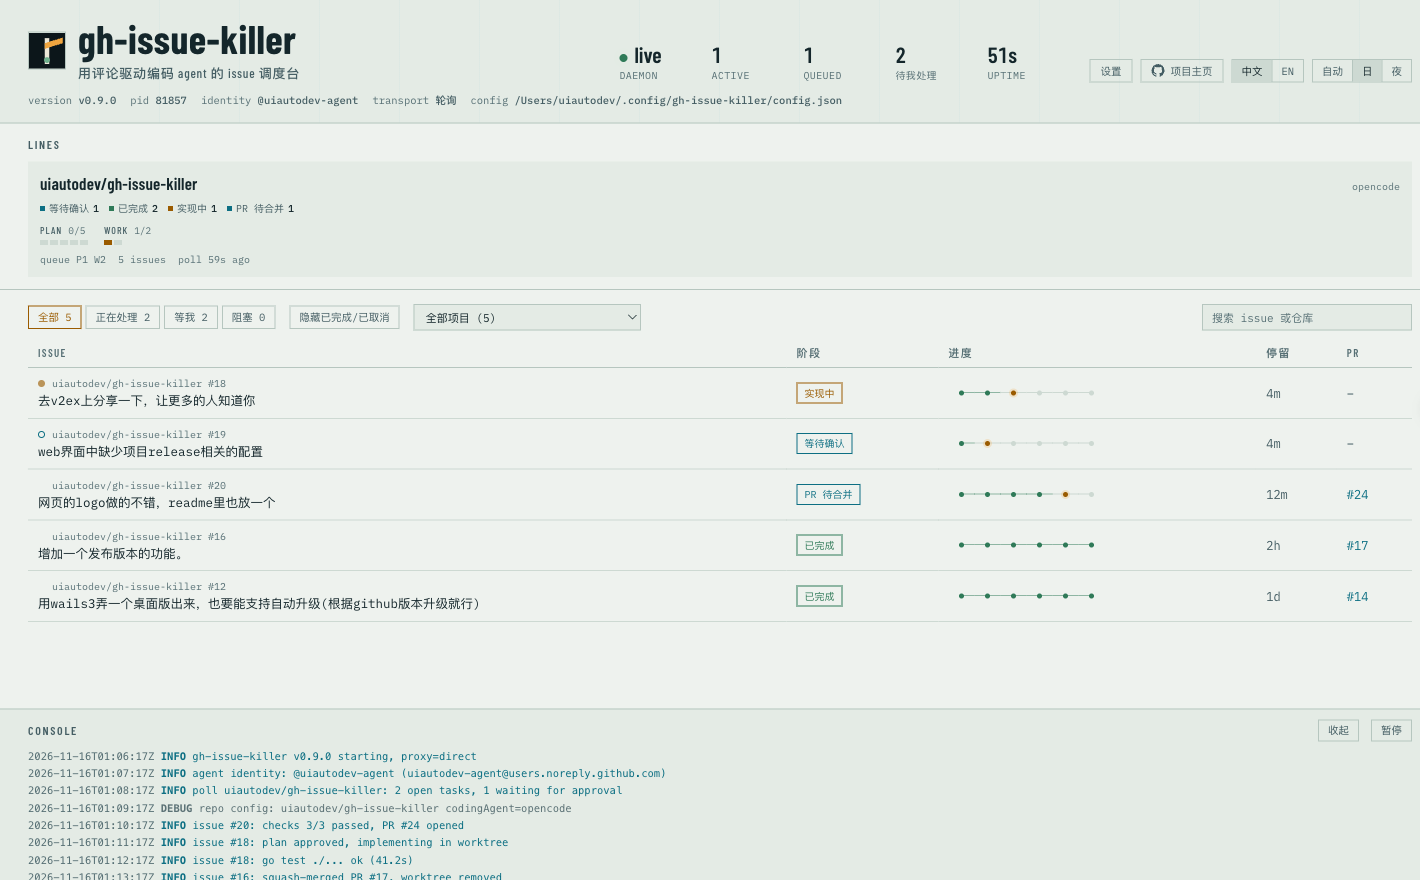 gh-issue-killer
用评论驱动编码 agent 的 issue 调度台
live 1 1 2 51s
DAEMON ACTIVE QUEUED 待我处理 UPTIME
设置 项目主页 中文 EN 自动 日 夜
version v0.9.0 pid 81857 identity @uiautodev-agent transport 轮询 config /Users/uiautodev/.config/gh-issue-killer/config.json
LINES
uiautodev/gh-issue-killer
opencode
等待确认 1 已完成 2 实现中 1 PR 待合并 1
PLAN 0/5 WORK 1/2
queue P1 W2 5 issues poll 59s ago
全部 5 正在处理 2 等我 2 阻塞 0 隐藏已完成/已取消 全部项目 (5) 搜索 issue 或仓库
ISSUE 阶段 进度 停留 PR
uiautodev/gh-issue-killer #18
去v2ex上分享一下，让更多的人知道你
实现中 4m –
uiautodev/gh-issue-killer #19
web界面中缺少项目release相关的配置
等待确认 4m –
uiautodev/gh-issue-killer #20
网页的logo做的不错，readme里也放一个
PR 待合并 12m #24
uiautodev/gh-issue-killer #16
增加一个发布版本的功能。
已完成 2h #17
uiautodev/gh-issue-killer #12
用wails3弄一个桌面版出来，也要能支持自动升级(根据github版本升级就行)
已完成 1d #14
CONSOLE 收起 暂停
2026-11-16T01:06:17Z INFO gh-issue-killer v0.9.0 starting, proxy=direct
2026-11-16T01:07:17Z INFO agent identity: @uiautodev-agent (uiautodev-agent@users.noreply.github.com)
2026-11-16T01:08:17Z INFO poll uiautodev/gh-issue-killer: 2 open tasks, 1 waiting for approval
2026-11-16T01:09:17Z DEBUG repo config: uiautodev/gh-issue-killer codingAgent=opencode
2026-11-16T01:10:17Z INFO issue #20: checks 3/3 passed, PR #24 opened
2026-11-16T01:11:17Z INFO issue #18: plan approved, implementing in worktree
2026-11-16T01:12:17Z INFO issue #18: go test ./... ok (41.2s)
2026-11-16T01:13:17Z INFO issue #16: squash-merged PR #17, worktree removed